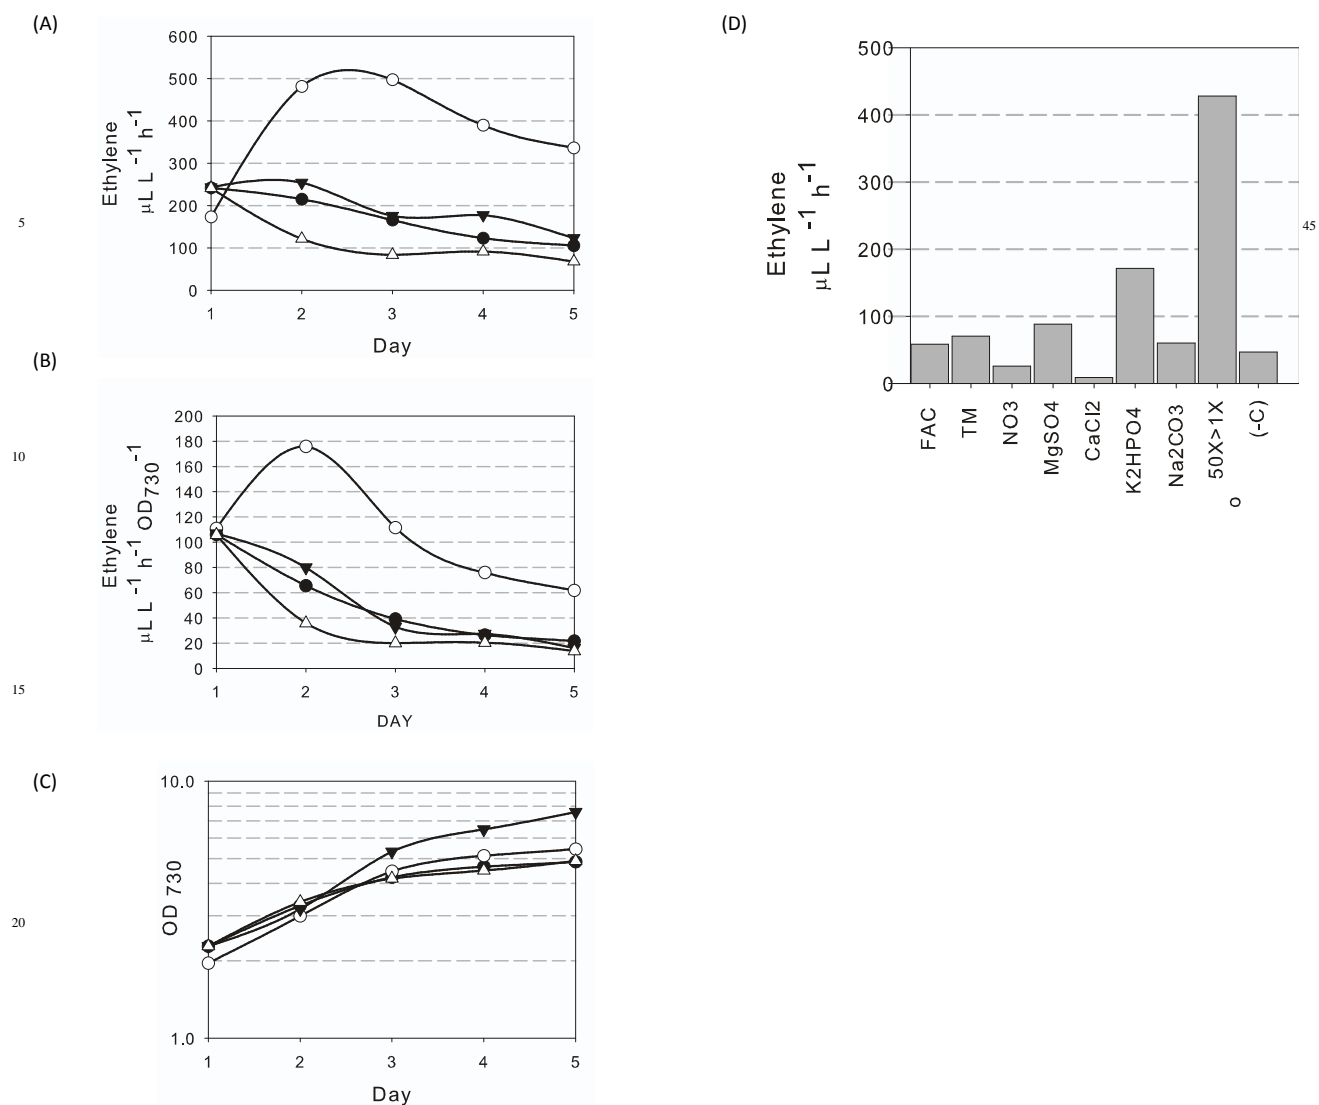 (A)
600
500
400
300
200
100
0
Ethylene
µL L -1 h-1
1 2 3 4 5
Day
5
(B)
200
180
160
140
120
100
80
60
40
20
0
Ethylene
µL L -1 h-1 OD730-1
1 2 3 4 5
DAY
10
15
(C)
10.0
1.0
OD 730
1 2 3 4 5
Day
20
(D)
500
400
300
200
100
0
Ethylene
µL L -1 h-1
FAC
TM
NO3
MgSO4
CaCl2
K2HPO4
Na2CO3
50X>1X
(-C)
o
45